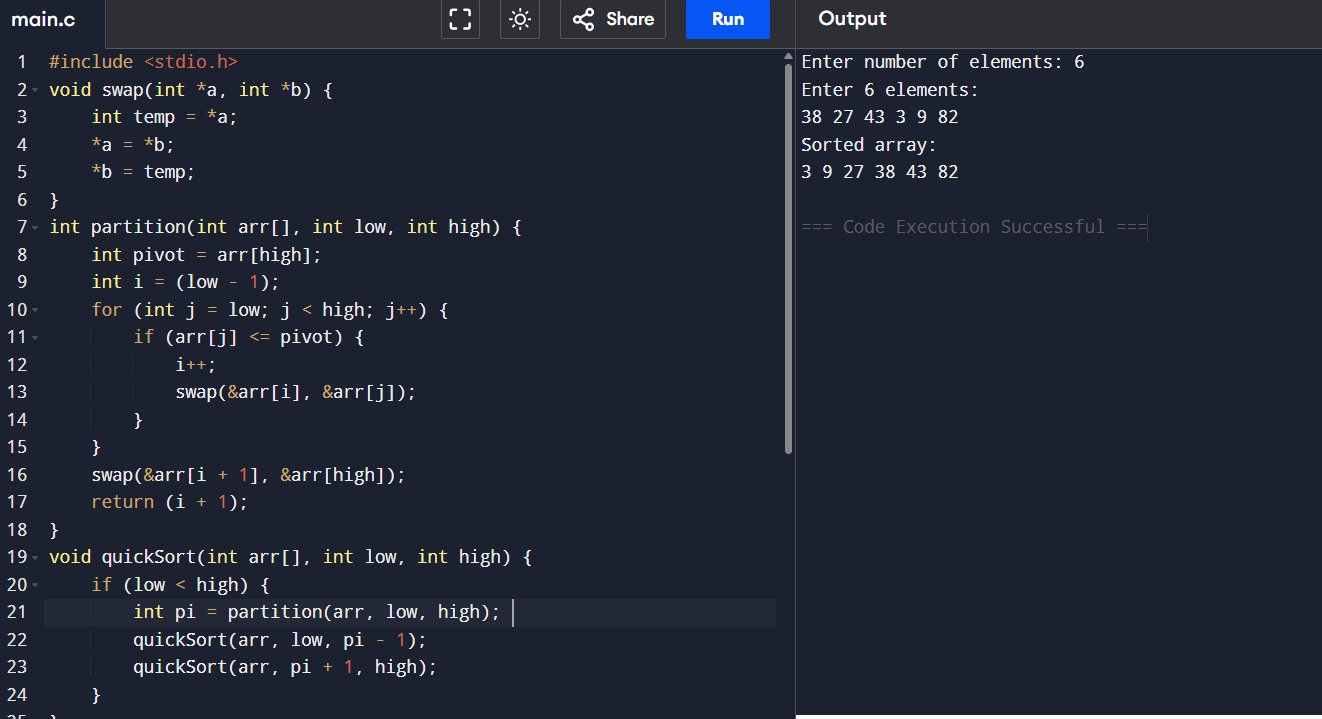 main.c
Share
Run
Output
1 #include <stdio.h>
2 void swap(int *a, int *b) {
3     int temp = *a;
4     *a = *b;
5     *b = temp;
6 }
7 int partition(int arr[], int low, int high) {
8     int pivot = arr[high];
9     int i = (low - 1);
10     for (int j = low; j < high; j++) {
11         if (arr[j] <= pivot) {
12             i++;
13             swap(&arr[i], &arr[j]);
14         }
15     }
16     swap(&arr[i + 1], &arr[high]);
17     return (i + 1);
18 }
19 void quickSort(int arr[], int low, int high) {
20     if (low < high) {
21         int pi = partition(arr, low, high);
22         quickSort(arr, low, pi - 1);
23         quickSort(arr, pi + 1, high);
24     }
25 }
Enter number of elements: 6
Enter 6 elements:
38 27 43 3 9 82
Sorted array:
3 9 27 38 43 82
=== Code Execution Successful ===